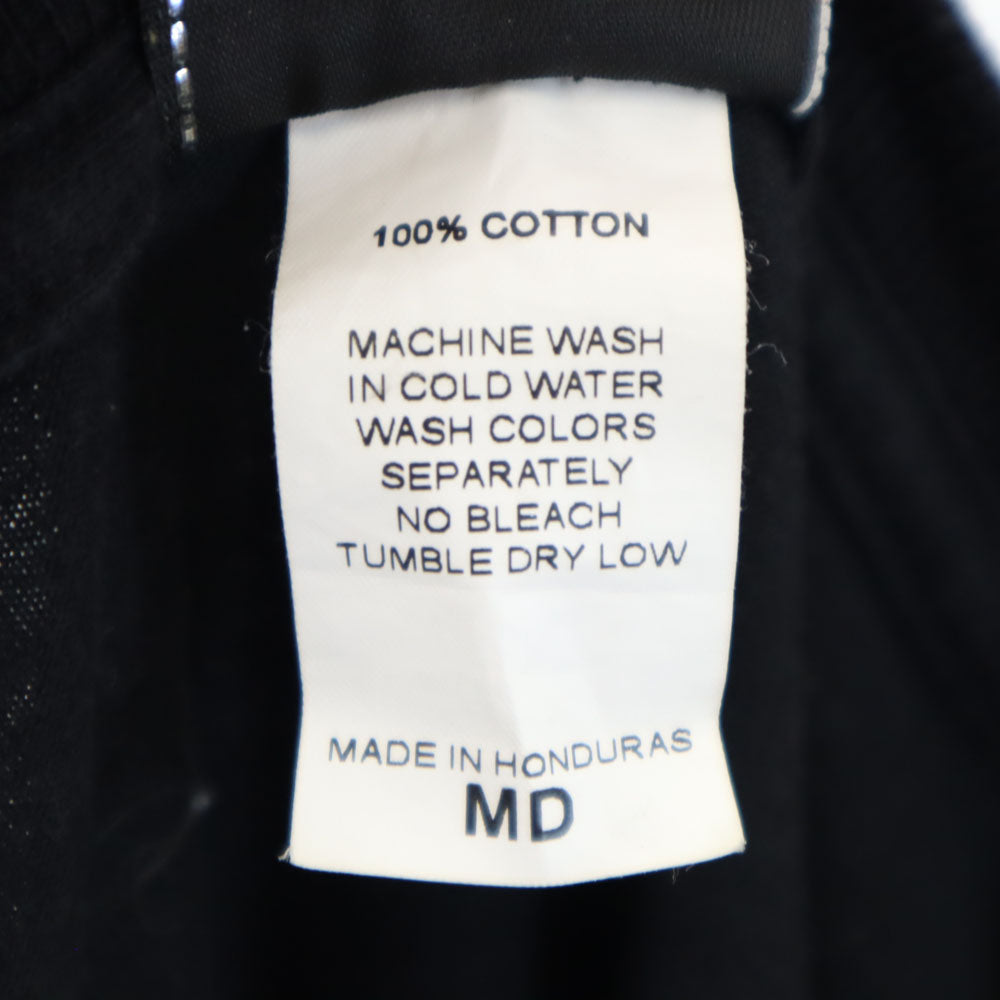 100% COTTON
MACHINE WASH
IN COLD WATER
WASH COLORS
SEPARATELY
NO BLEACH
TUMBLE DRY LOW
MADE IN HONDURAS
MD